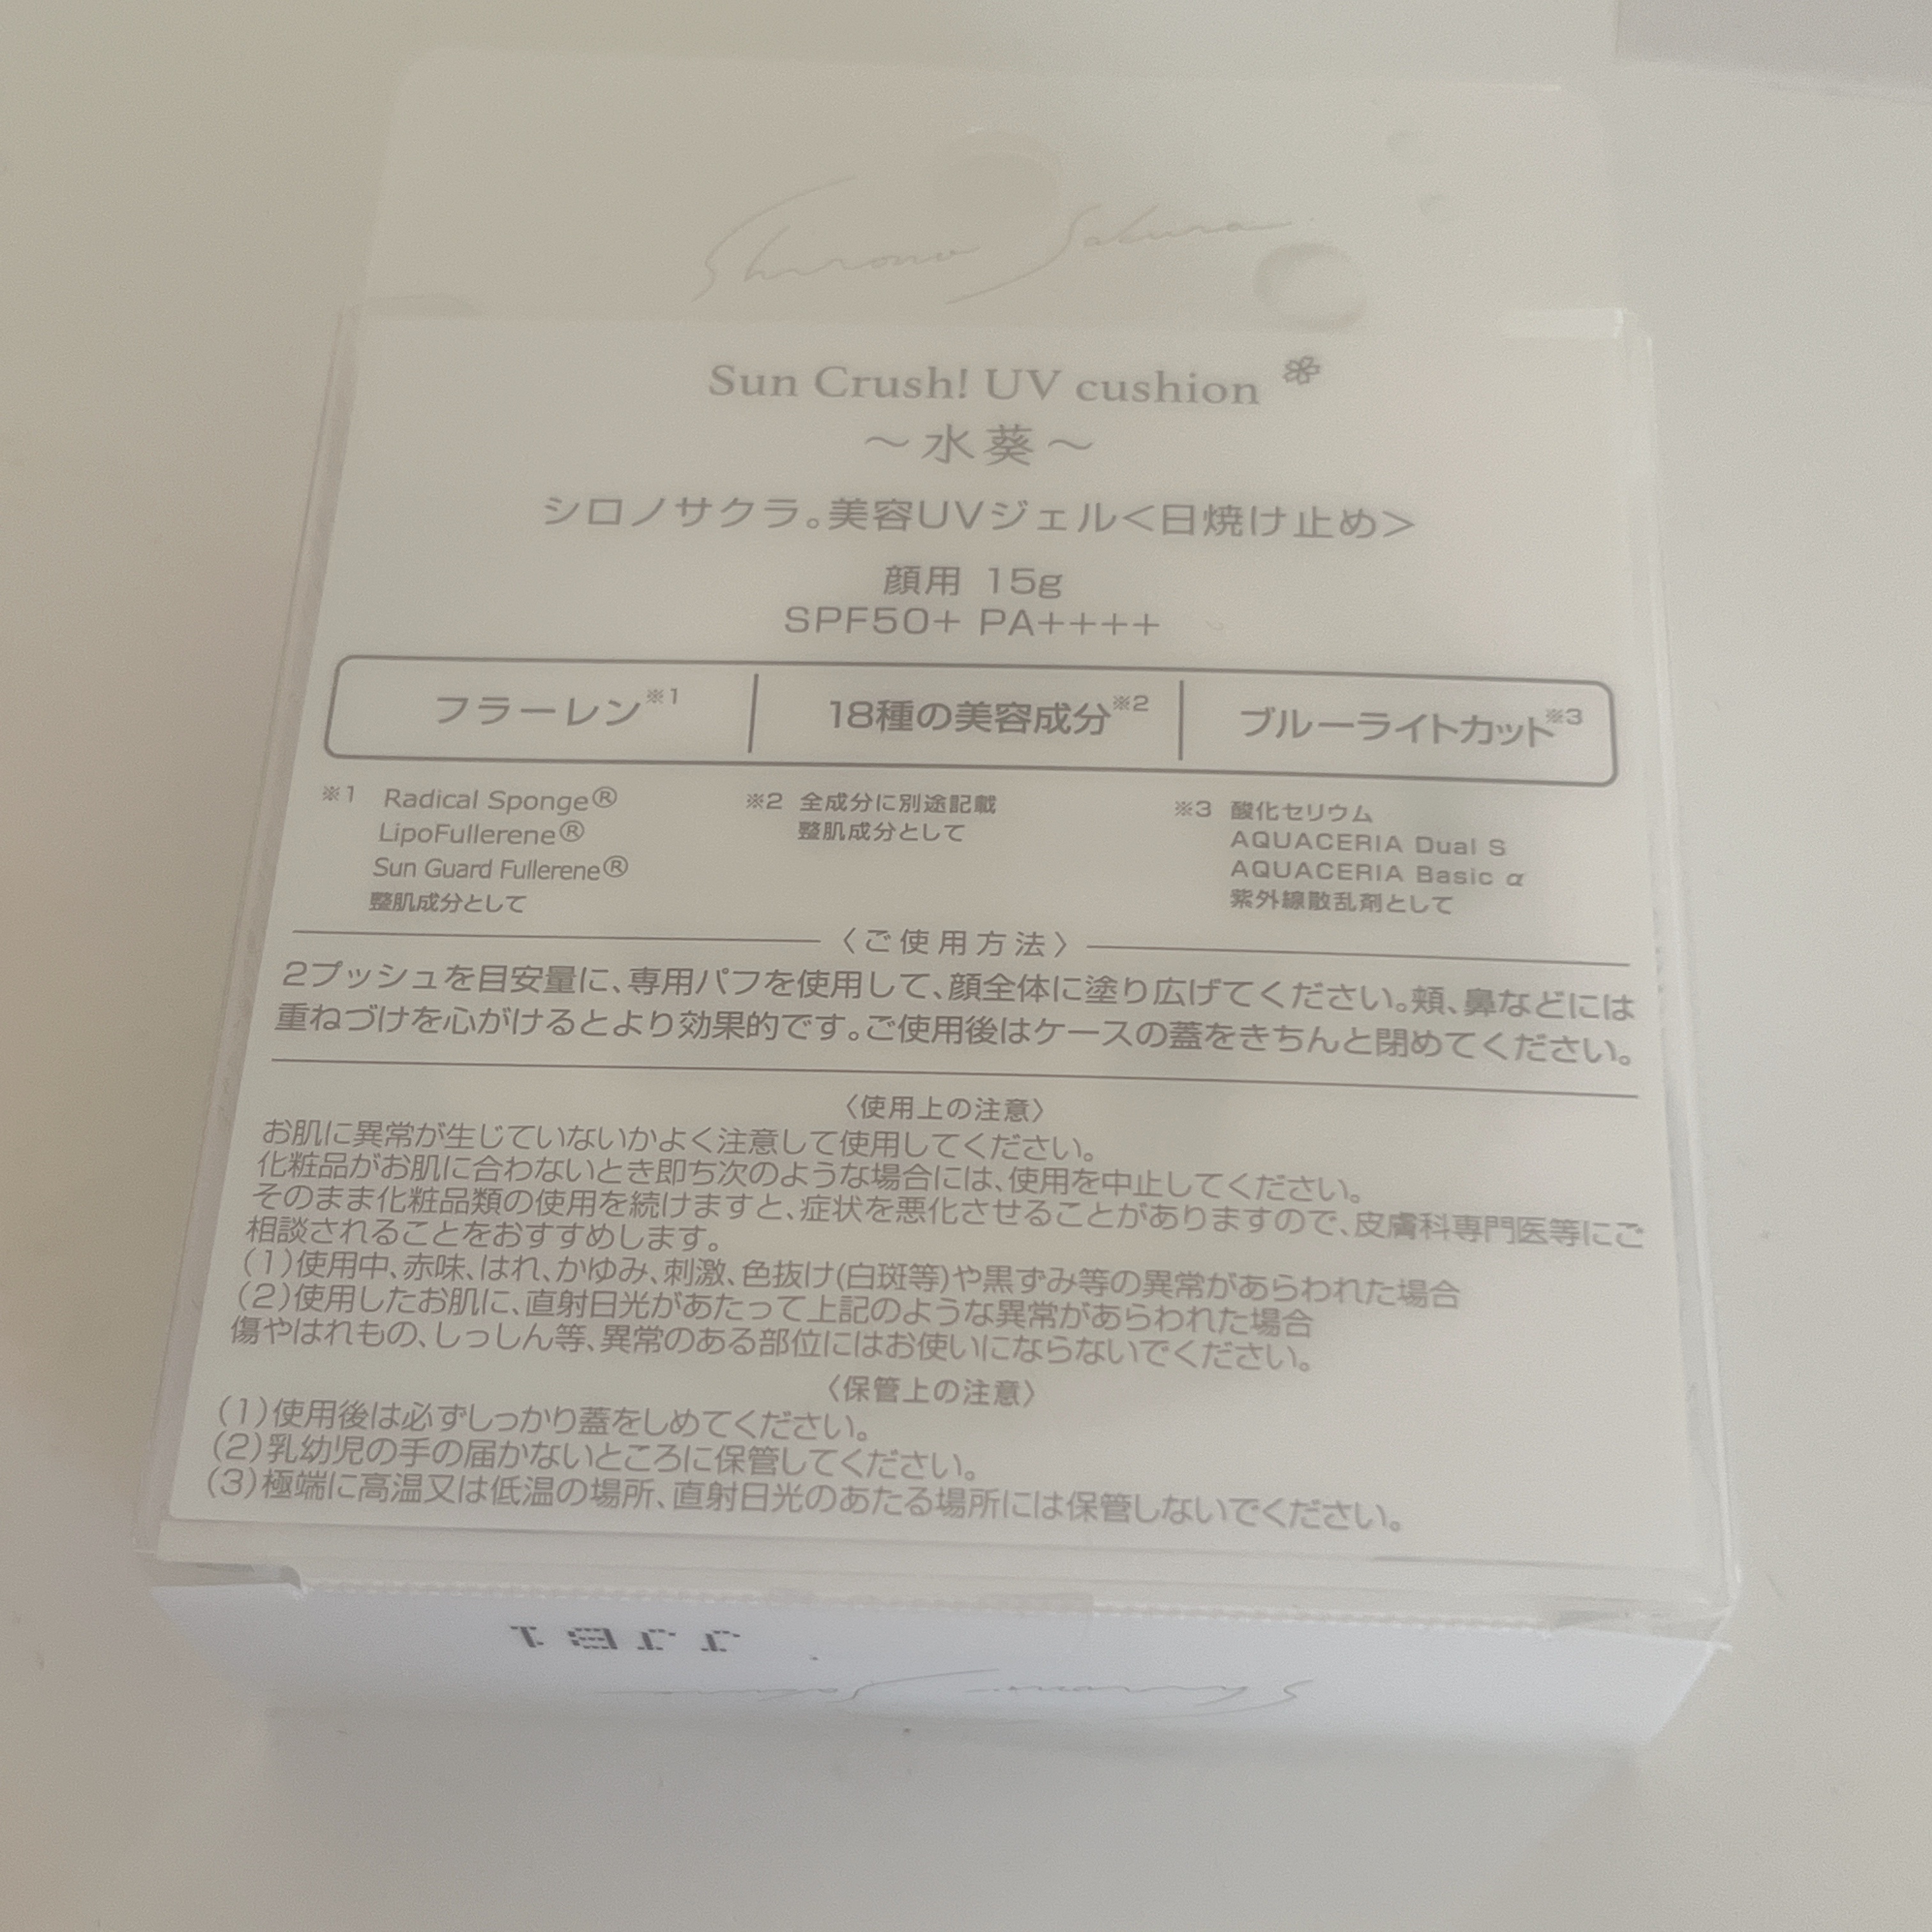 Shirono Sakura.
Sun Crush! UV cushion
～水葵～
シロノサクラ。美容UVジェル＜日焼け止め＞
顔用 15g
SPF50+ PA++++
フラーレン※1
18種の美容成分※2
ブルーライトカット※3
※1 Radical Sponge®
LipoFullerene®
Sun Guard Fullerene®
整肌成分として
※2 全成分に別途記載
整肌成分として
※3 酸化セリウム
AQUACERIA Dual S
AQUACERIA Basic α
紫外線散乱剤として
〈ご使用方法〉
2プッシュを目安量に、専用パフを使用して、顔全体に塗り広げてください。頬、鼻などには
重ねづけを心がけるとより効果的です。ご使用後はケースの蓋をきちんと閉めてください。
〈使用上の注意〉
お肌に異常が生じていないかよく注意して使用してください。
化粧品がお肌に合わないとき即ち次のような場合には、使用を中止してください。
そのまま化粧品類の使用を続けますと、症状を悪化させることがありますので、皮膚科専門医等にご
相談されることをおすすめします。
(1)使用中、赤味、はれ、かゆみ、刺激、色抜け(白斑等)や黒ずみ等の異常があらわれた場合
(2)使用したお肌に、直射日光があたって上記のような異常があらわれた場合
傷やはれもの、しっしん等、異常のある部位にはお使いにならないでください。
〈保管上の注意〉
(1)使用後は必ずしっかり蓋をしめてください。
(2)乳幼児の手の届かないところに保管してください。
(3)極端に高温又は低温の場所、直射日光のあたる場所には保管しないでください。